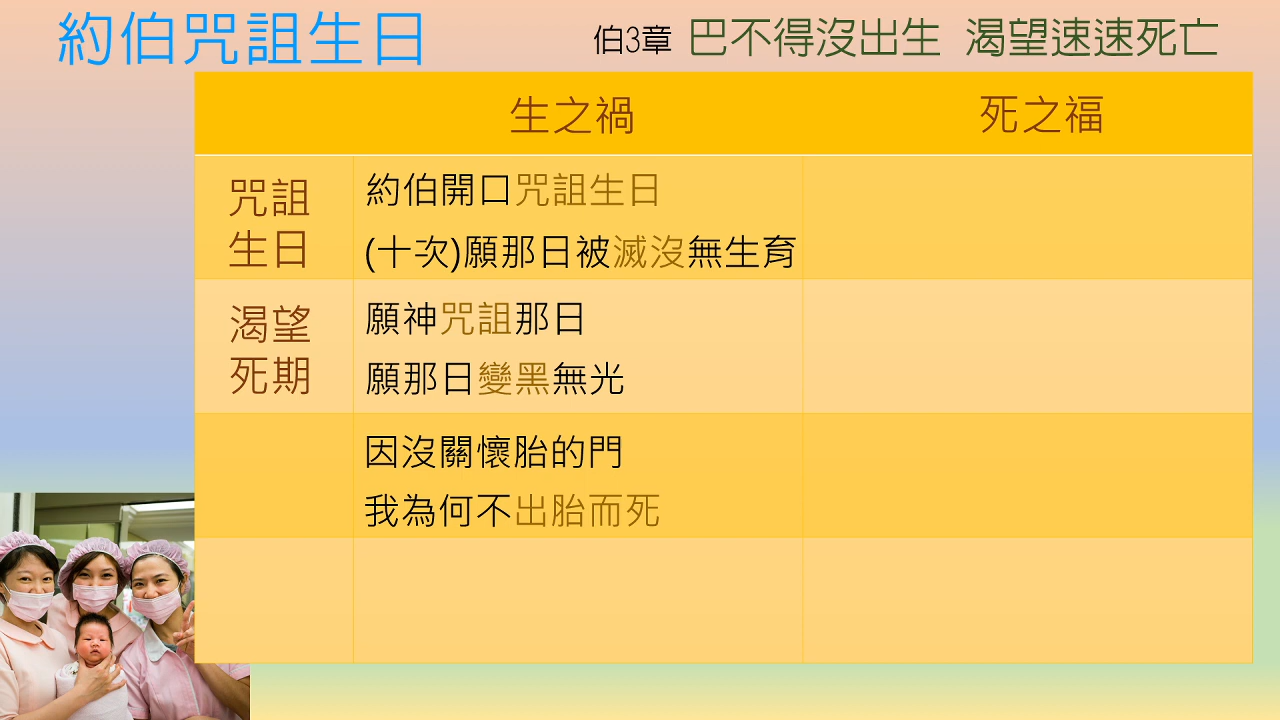 約伯咒詛生日
伯3章 巴不得沒出生 渴望速速死亡
生之禍 死之福
咒詛
生日
約伯開口咒詛生日
(十次)願那日被滅沒無生育
渴望
死期
願神咒詛那日
願那日變黑無光
因沒關懷胎的門
我為何不出胎而死